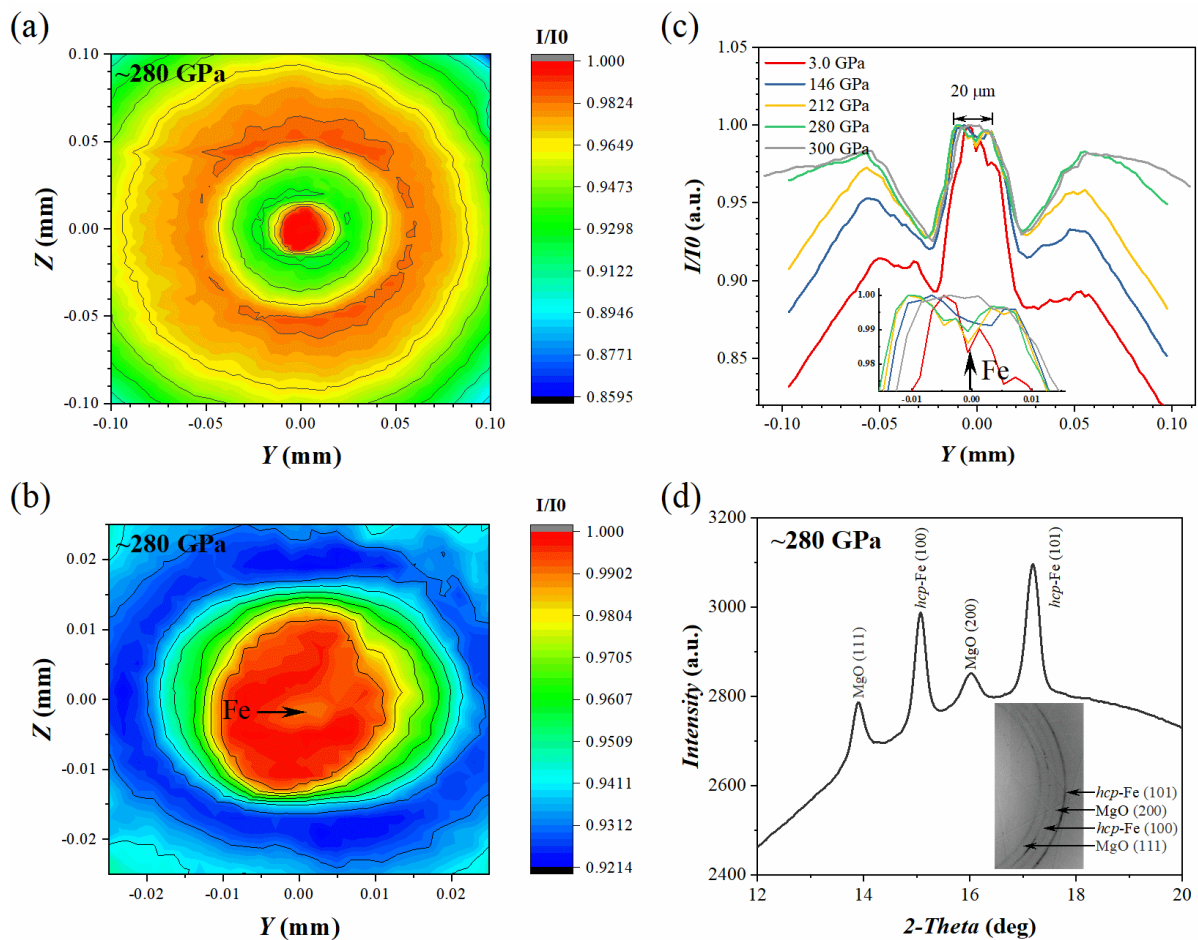 (a)
~280 GPa
Z (mm)
0.10
0.05
0.00
-0.05
-0.10
-0.10
-0.05
0.00
0.05
0.10
Y (mm)
I/I0
1.000
0.9824
0.9649
0.9473
0.9298
0.9122
0.8946
0.8771
0.8595
(c)
I/I0 (a.u.)
1.05
1.00
0.95
0.90
0.85
3.0 GPa
146 GPa
212 GPa
280 GPa
300 GPa
20 μm
1.00
0.99
0.98
-0.01
0.00
0.01
Fe
-0.10
-0.05
0.00
0.05
0.10
Y (mm)
(b)
~280 GPa
Z (mm)
0.02
0.01
0.00
-0.01
-0.02
Fe
-0.02
-0.01
0.00
0.01
0.02
Y (mm)
I/I0
1.000
0.9902
0.9804
0.9705
0.9607
0.9509
0.9411
0.9312
0.9214
(d)
~280 GPa
Intensity (a.u.)
3200
3000
2800
2600
2400
MgO (111)
hcp-Fe (100)
MgO (200)
hcp-Fe (101)
hcp-Fe (101)
MgO (200)
hcp-Fe (100)
MgO (111)
12
14
16
18
20
2-Theta (deg)